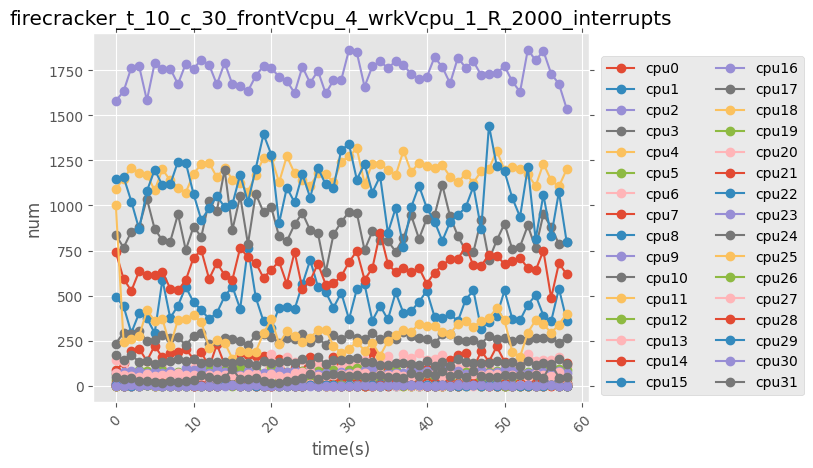 firecracker_t_10_c_30_frontVcpu_4_wrkVcpu_1_R_2000_interrupts
num
1750
1500
1250
1000
750
500
250
0
0
10
20
30
40
50
60
time(s)
cpu0
cpu1
cpu2
cpu3
cpu4
cpu5
cpu6
cpu7
cpu8
cpu9
cpu10
cpu11
cpu12
cpu13
cpu14
cpu15
cpu16
cpu17
cpu18
cpu19
cpu20
cpu21
cpu22
cpu23
cpu24
cpu25
cpu26
cpu27
cpu28
cpu29
cpu30
cpu31